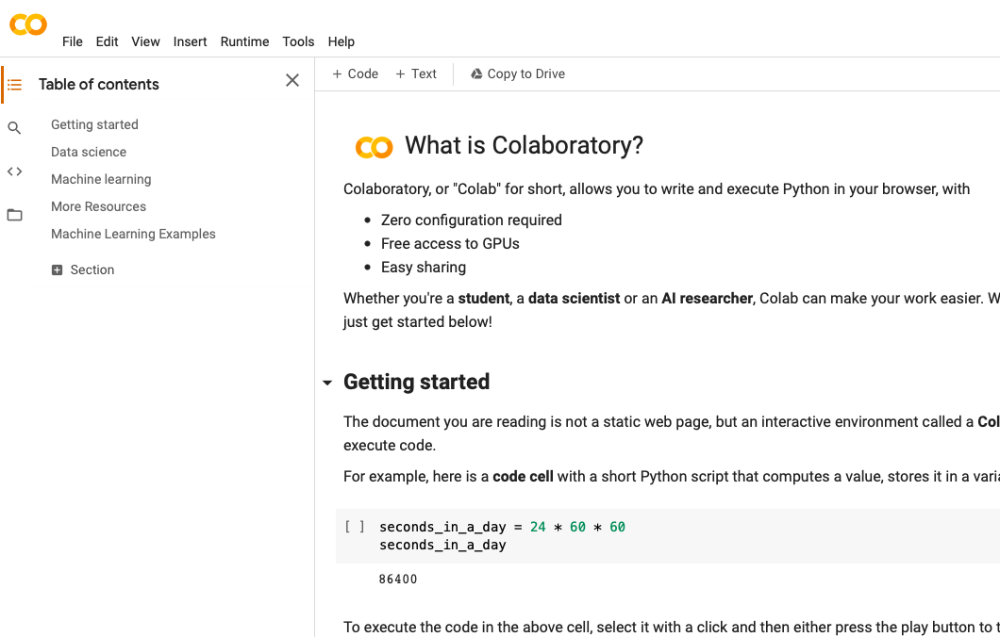 File Edit View Insert Runtime Tools Help
Table of contents
Getting started
Data science
Machine learning
More Resources
Machine Learning Examples
Section
+ Code + Text Copy to Drive
What is Colaboratory?
Colaboratory, or "Colab" for short, allows you to write and execute Python in your browser, with
• Zero configuration required
• Free access to GPUs
• Easy sharing
Whether you're a student, a data scientist or an AI researcher, Colab can make your work easier. W
just get started below!
Getting started
The document you are reading is not a static web page, but an interactive environment called a Col
execute code.
For example, here is a code cell with a short Python script that computes a value, stores it in a varia
[ ] seconds_in_a_day = 24 * 60 * 60
seconds_in_a_day
86400
To execute the code in the above cell, select it with a click and then either press the play button to t